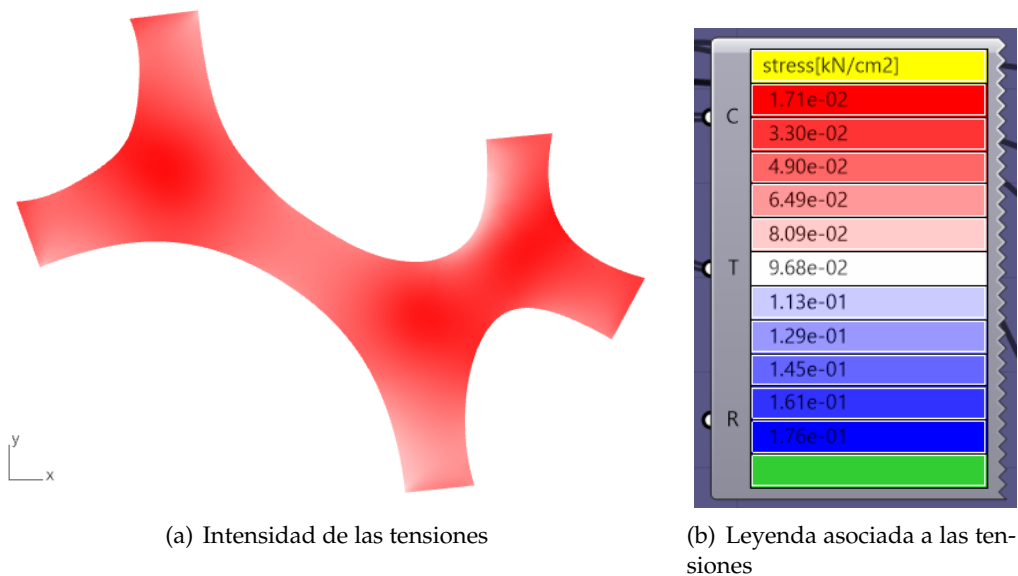 y
x
stress[kN/cm2]
C
1.71e-02
3.30e-02
4.90e-02
6.49e-02
8.09e-02
T
9.68e-02
1.13e-01
1.29e-01
1.45e-01
R
1.61e-01
1.76e-01
(a) Intensidad de las tensiones
(b) Leyenda asociada a las ten-
siones